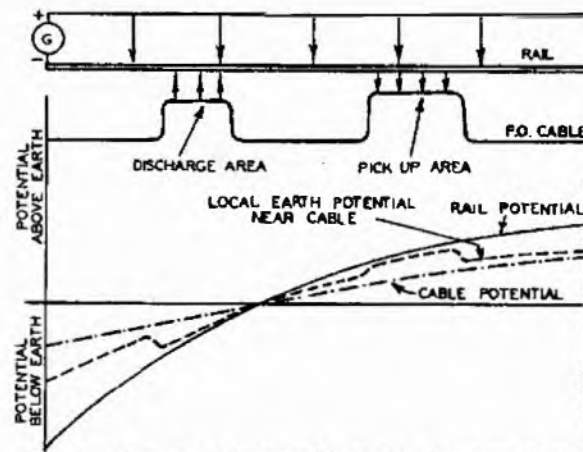 +
G
−
RAIL
F.O. CABLE
DISCHARGE AREA
PICK UP AREA
POTENTIAL
ABOVE EARTH
LOCAL EARTH POTENTIAL
NEAR CABLE
RAIL POTENTIAL
CABLE POTENTIAL
POTENTIAL
BELOW EARTH